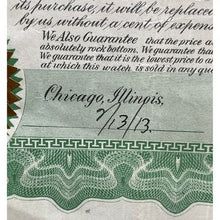 its purchase, it will be replaced
by us without a cent of expens
We Also Guarantee that the price a
absolutely rock bottom. We guarantee that
We guarantee that it is the lowest price to a
at which this watch is sold in any qu
Chicago, Illinois.
7/13/13